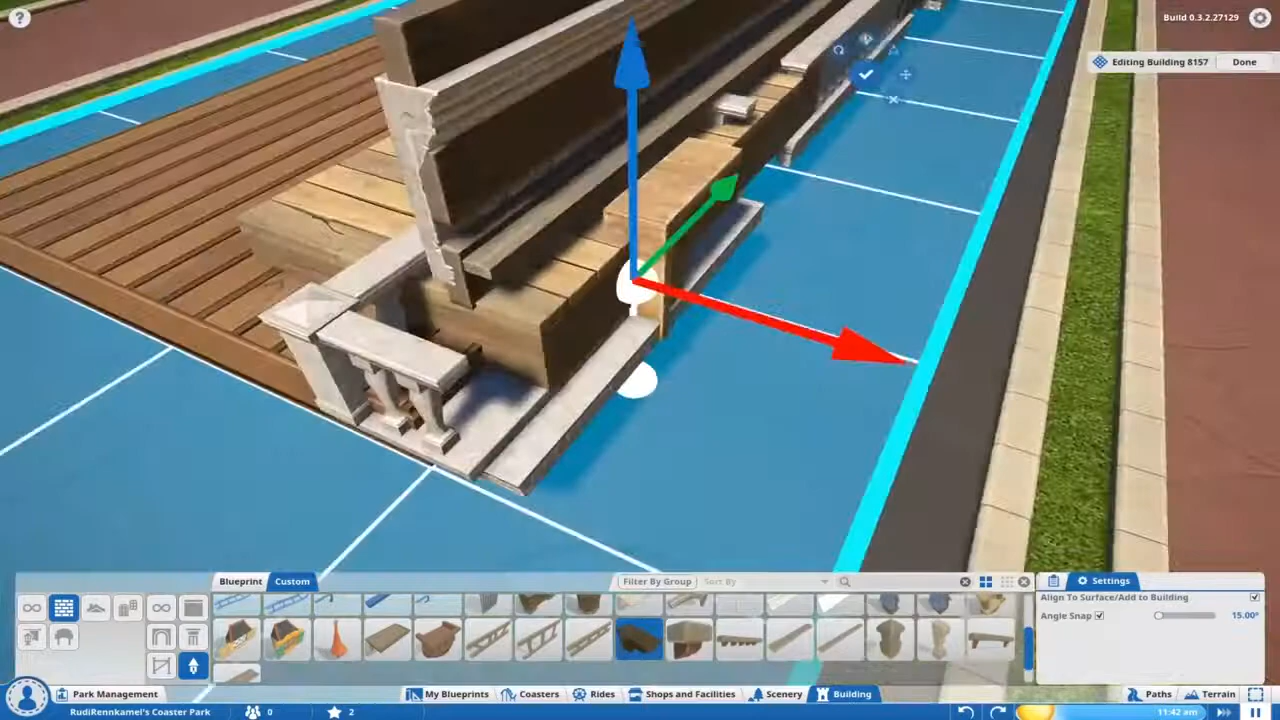 ?
Build 0.3.2.27129
Editing Building 8157 Done
Blueprint Custom Filter By Group Sort By
Settings
Align To Surface/Add to Building
Angle Snap 15.00°
Park Management My Blueprints Coasters Rides Shops and Facilities Scenery Building Paths Terrain
RudiRennkamel's Coaster Park 0 2 11:42 am